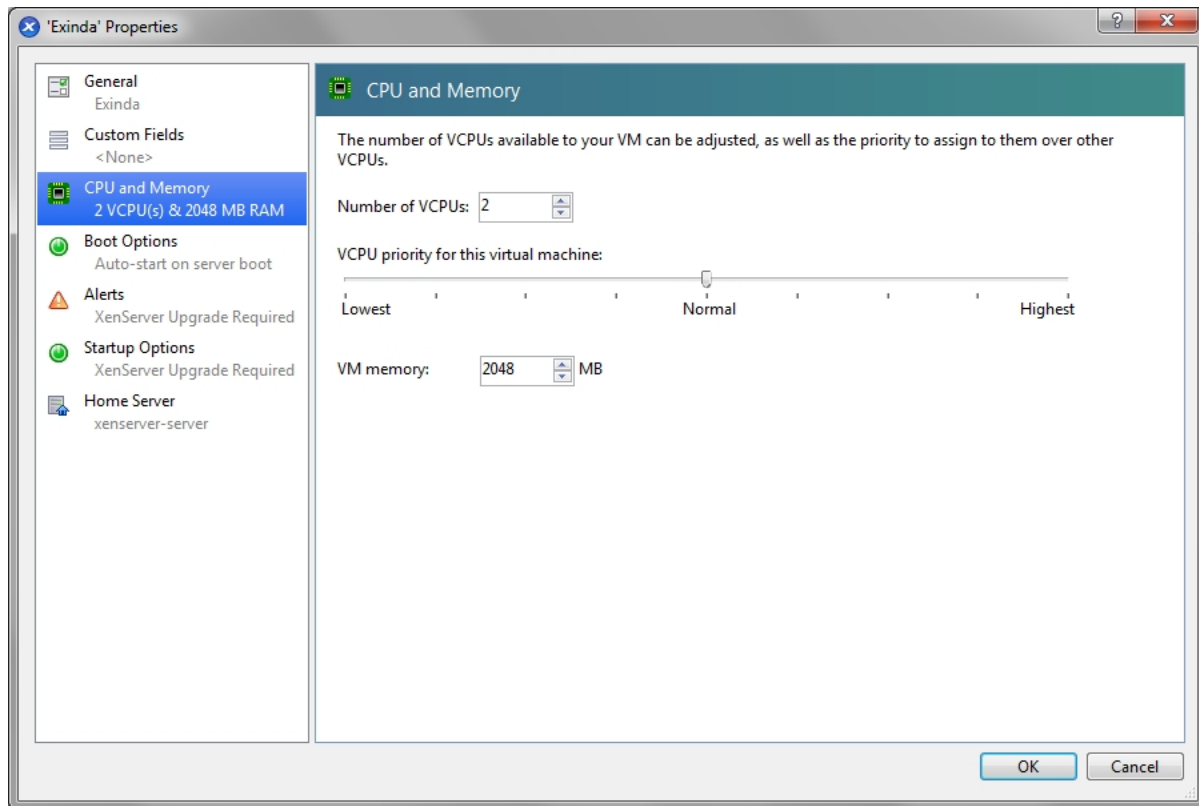 'Exinda' Properties
General
Exinda
Custom Fields
<None>
CPU and Memory
2 VCPU(s) & 2048 MB RAM
Boot Options
Auto-start on server boot
Alerts
XenServer Upgrade Required
Startup Options
XenServer Upgrade Required
Home Server
xenserver-server
CPU and Memory
The number of VCPUs available to your VM can be adjusted, as well as the priority to assign to them over other
VCPUs.
Number of VCPUs: 2
VCPU priority for this virtual machine:
Lowest Normal Highest
VM memory: 2048 MB
OK Cancel